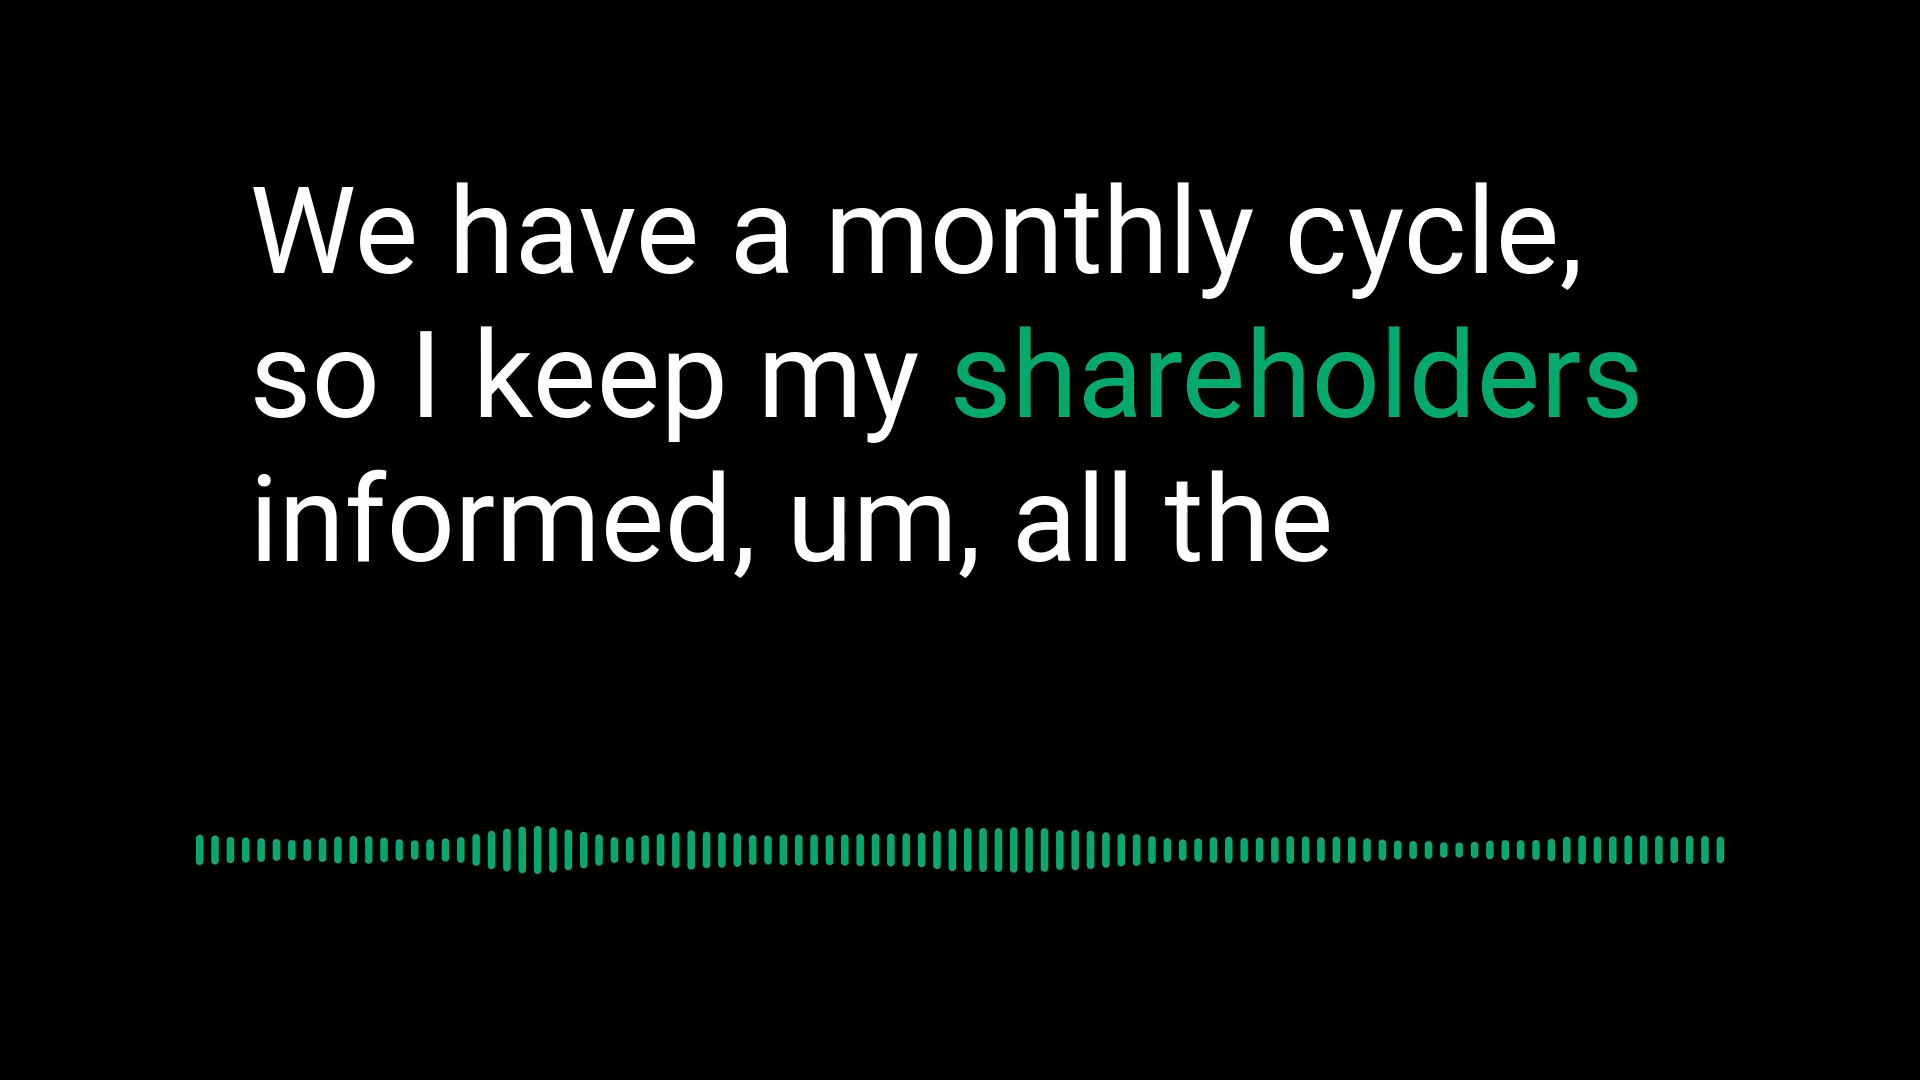 We have a monthly cycle,
so I keep my shareholders
informed, um, all the